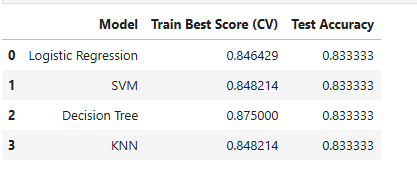 Model Train Best Score (CV) Test Accuracy
0 Logistic Regression 0.846429 0.833333
1 SVM 0.848214 0.833333
2 Decision Tree 0.875000 0.833333
3 KNN 0.848214 0.833333